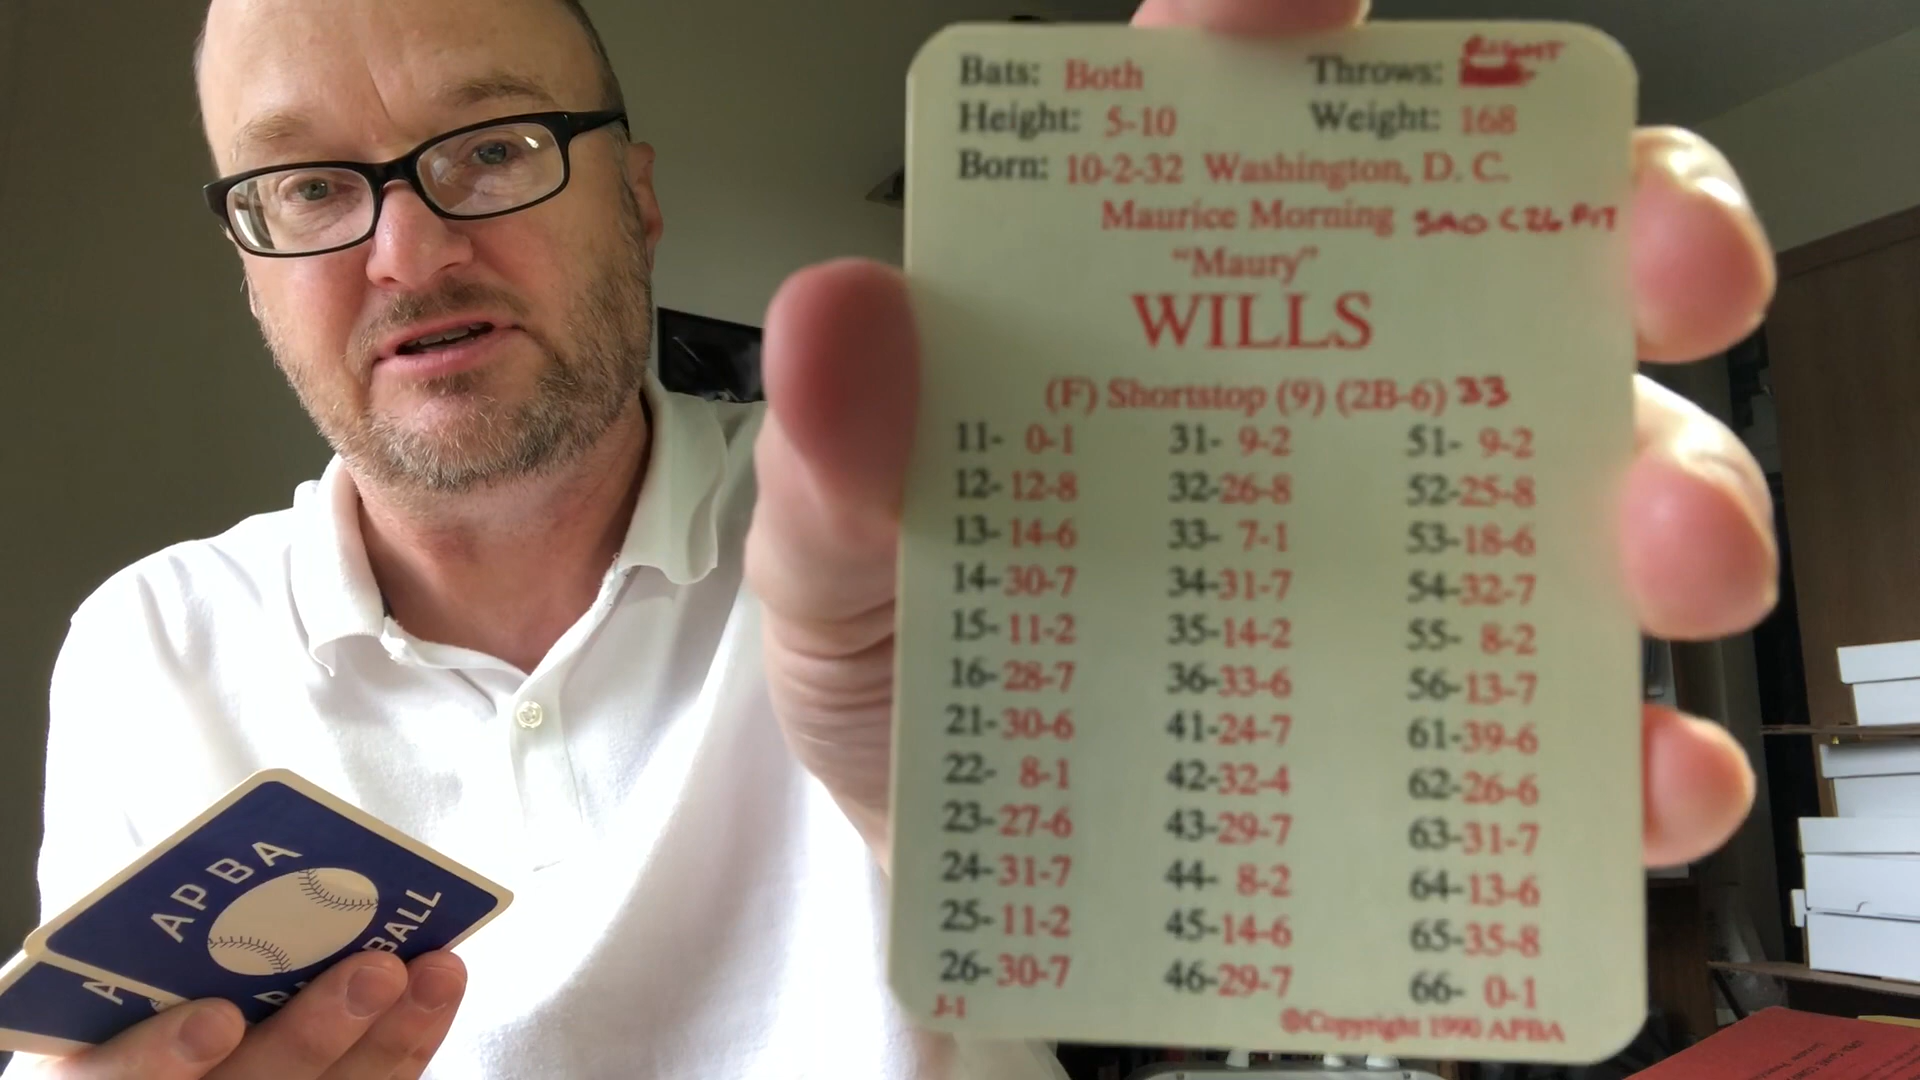 Bats: Both Throws: RIGHT
Height: 5-10 Weight: 168
Born: 10-2-32 Washington, D. C.
Maurice Morning SAO C26 PIT
“Maury”
WILLS
(F) Shortstop (9) (2B-6) 33
11- 0-1 31- 9-2 51- 9-2
12-12-8 32-26-8 52-25-8
13-14-6 33- 7-1 53-18-6
14-30-7 34-31-7 54-32-7
15-11-2 35-14-2 55- 8-2
16-28-7 36-33-6 56-13-7
21-30-6 41-24-7 61-39-6
22- 8-1 42-32-4 62-26-6
23-27-6 43-29-7 63-31-7
24-31-7 44- 8-2 64-13-6
25-11-2 45-14-6 65-35-8
26-30-7 46-29-7 66- 0-1
J-1 ©Copyright 1990 APBA
APBA
BALL
A